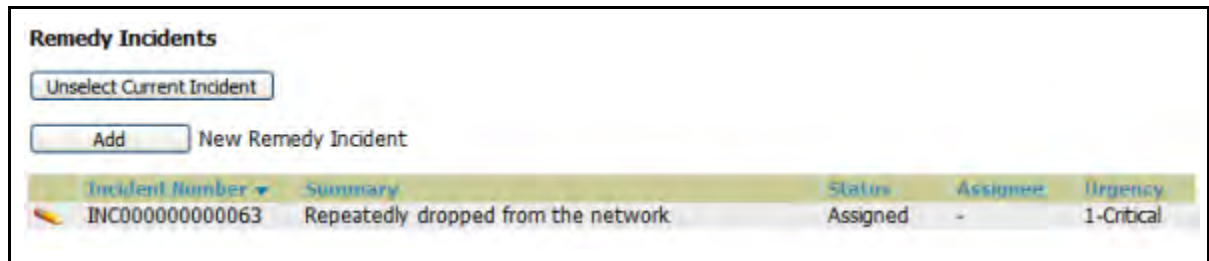 Remedy Incidents
Unselect Current Incident
Add New Remedy Incident
Incident Number Summary Status Assignee Urgency
INC000000000063 Repeatedly dropped from the network Assigned - 1-Critical